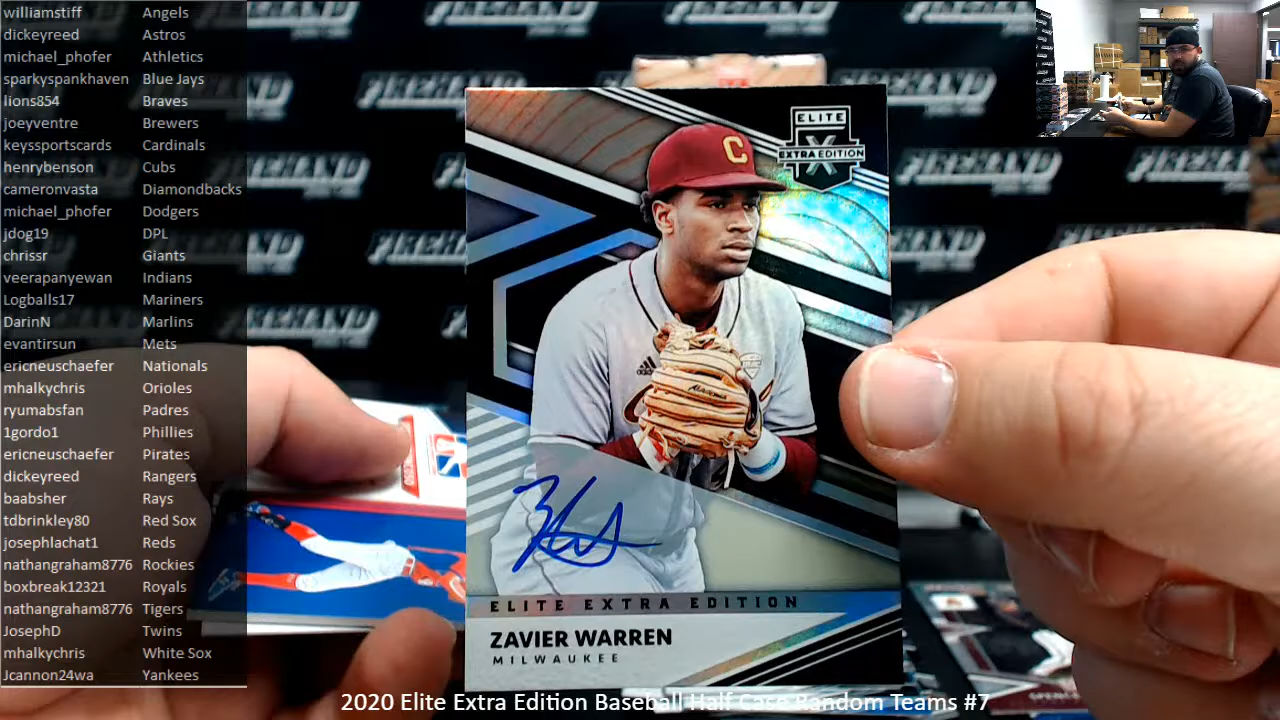 williamstiff Angels
dickeyreed Astros
michael_phofer Athletics
sparkyspankhaven Blue Jays
lions854 Braves
joeyventre Brewers
keyssportscards Cardinals
henrybenson Cubs
cameronvasta Diamondbacks
michael_phofer Dodgers
jdog19 DPL
chrissr Giants
veerapanyewan Indians
Logballs17 Mariners
DarinN Marlins
evantirsun Mets
ericneuschaefer Nationals
mhalkychris Orioles
ryumabsfan Padres
1gordo1 Phillies
ericneuschaefer Pirates
dickeyreed Rangers
baabsher Rays
tdbrinkley80 Red Sox
josephlachat1 Reds
nathangraham8776 Rockies
boxbreak12321 Royals
nathangraham8776 Tigers
JosephD Twins
mhalkychris White Sox
Jcannon24wa Yankees
FIREHAND
ELITE
X
EXTRA EDITION
C
ELITE EXTRA EDITION
ZAVIER WARREN
MILWAUKEE
2020 Elite Extra Edition Baseball Half Case Random Teams #7